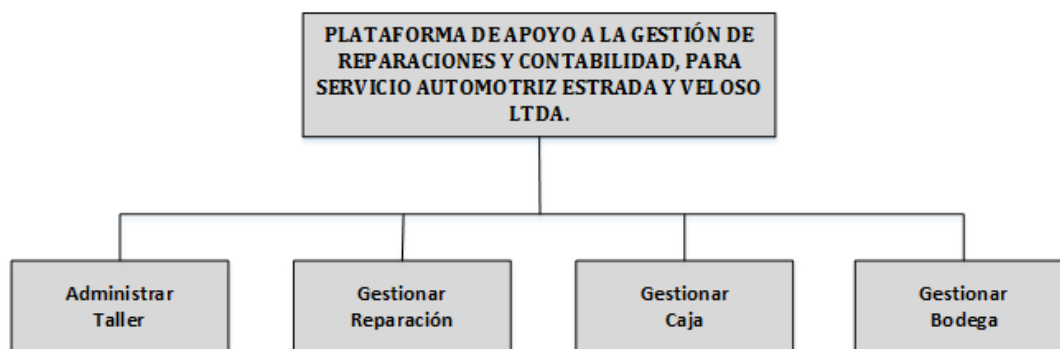 PLATAFORMA DE APOYO A LA GESTIÓN DE
REPARACIONES Y CONTABILIDAD, PARA
SERVICIO AUTOMOTRIZ ESTRADA Y VELOSO
LTDA.
Administrar
Taller
Gestionar
Reparación
Gestionar
Caja
Gestionar
Bodega